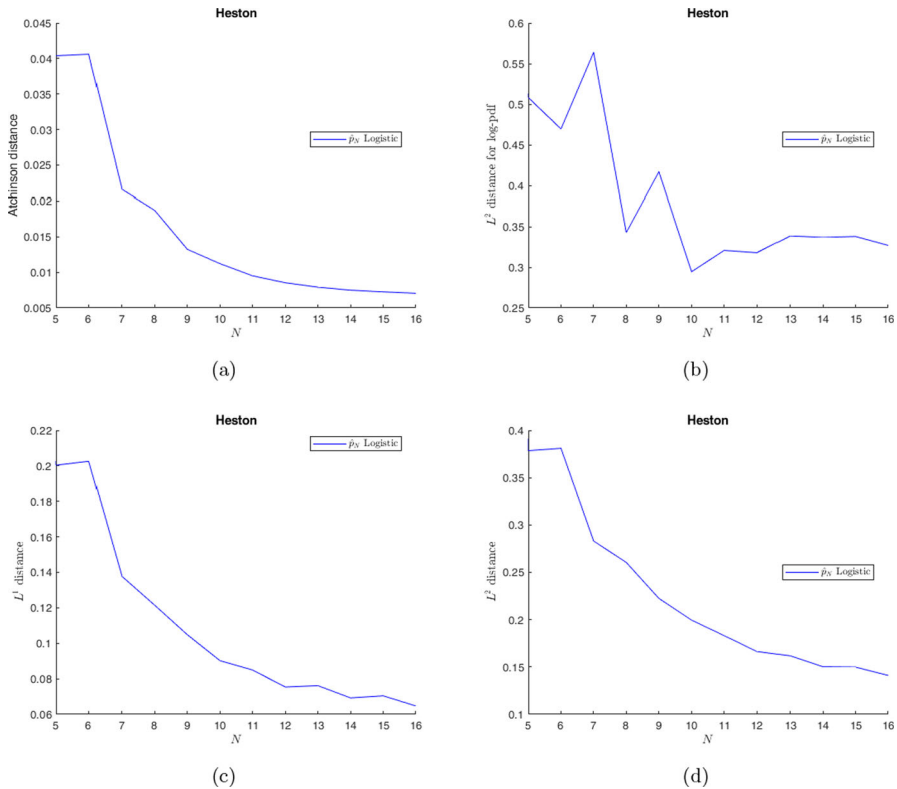 Heston
0.045
0.04
0.035
0.03
0.025
0.02
0.015
0.01
0.005
Atchinson distance
p̂_N Logistic
5 6 7 8 9 10 11 12 13 14 15 16
N
(a)
Heston
0.6
0.55
0.5
0.45
0.4
0.35
0.3
0.25
L² distance for log-pdf
p̂_N Logistic
5 6 7 8 9 10 11 12 13 14 15 16
N
(b)
Heston
0.22
0.2
0.18
0.16
0.14
0.12
0.1
0.08
0.06
L¹ distance
p̂_N Logistic
5 6 7 8 9 10 11 12 13 14 15 16
N
(c)
Heston
0.4
0.35
0.3
0.25
0.2
0.15
0.1
L² distance
p̂_N Logistic
5 6 7 8 9 10 11 12 13 14 15 16
N
(d)